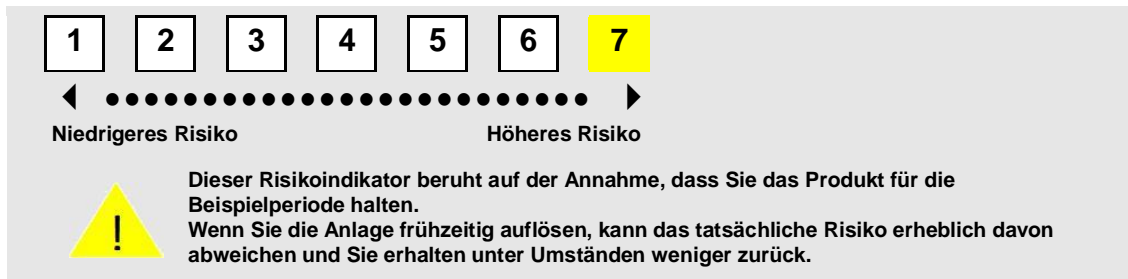 1 2 3 4 5 6 7
Niedrigeres Risiko Höheres Risiko
Dieser Risikoindikator beruht auf der Annahme, dass Sie das Produkt für die
Beispielperiode halten.
Wenn Sie die Anlage frühzeitig auflösen, kann das tatsächliche Risiko erheblich davon
abweichen und Sie erhalten unter Umständen weniger zurück.
!